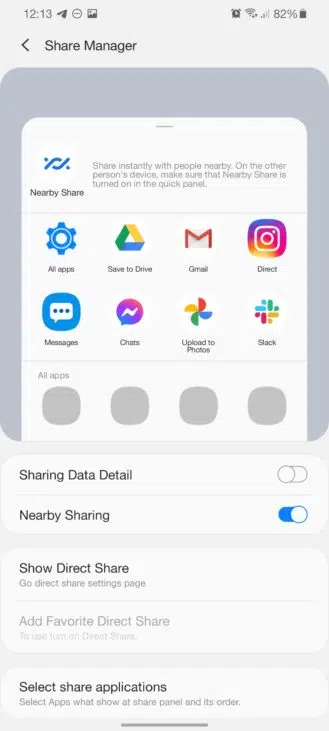 12:13 82%
Share Manager
Share instantly with people nearby. On the other
person's device, make sure that Nearby Share is
turned on in the quick panel.
Nearby Share
All apps Save to Drive Gmail Direct
Messages Chats Upload to Photos Slack
All apps
Sharing Data Detail
Nearby Sharing
Show Direct Share
Go direct share settings page
Add Favorite Direct Share
To use turn on Direct Share.
Select share applications
Select Apps what show at share panel and its order.